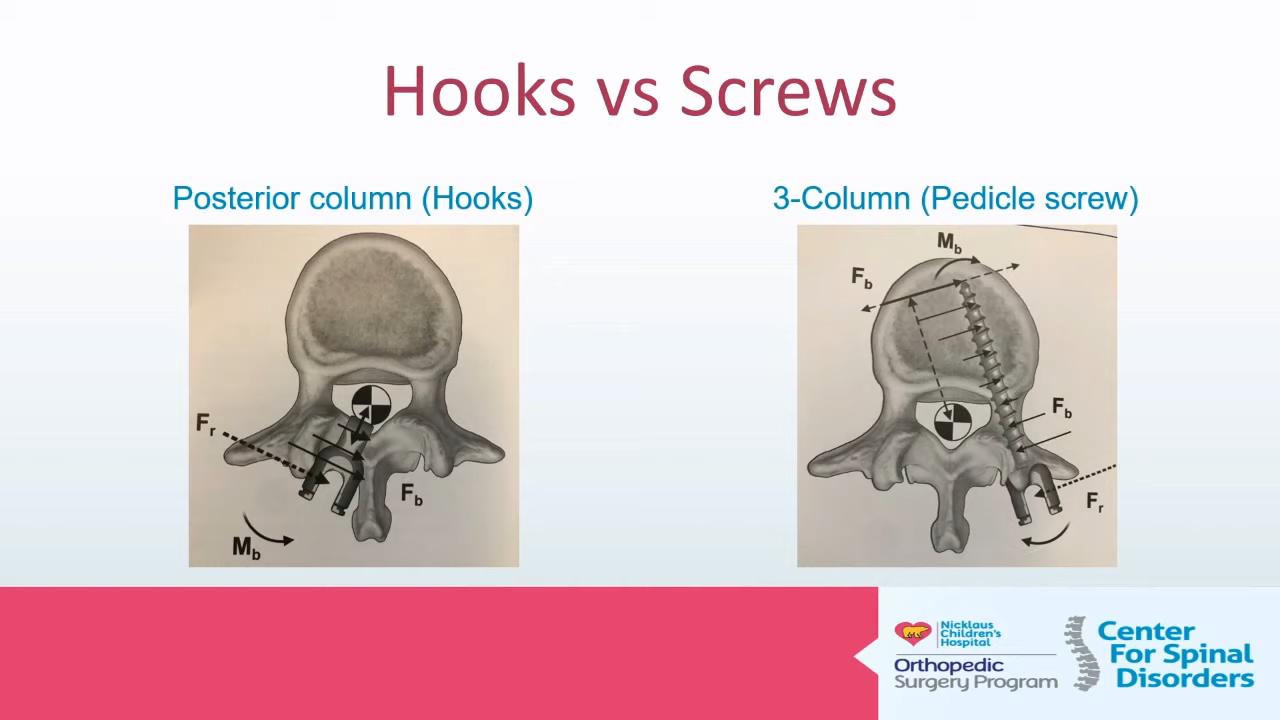 Hooks vs Screws
Posterior column (Hooks)
3-Column (Pedicle screw)
Fr
Fb
Mb
Mb
Fb
Fb
Fr
Nicklaus
Children's
Hospital
Orthopedic
Surgery Program
Center
For Spinal
Disorders